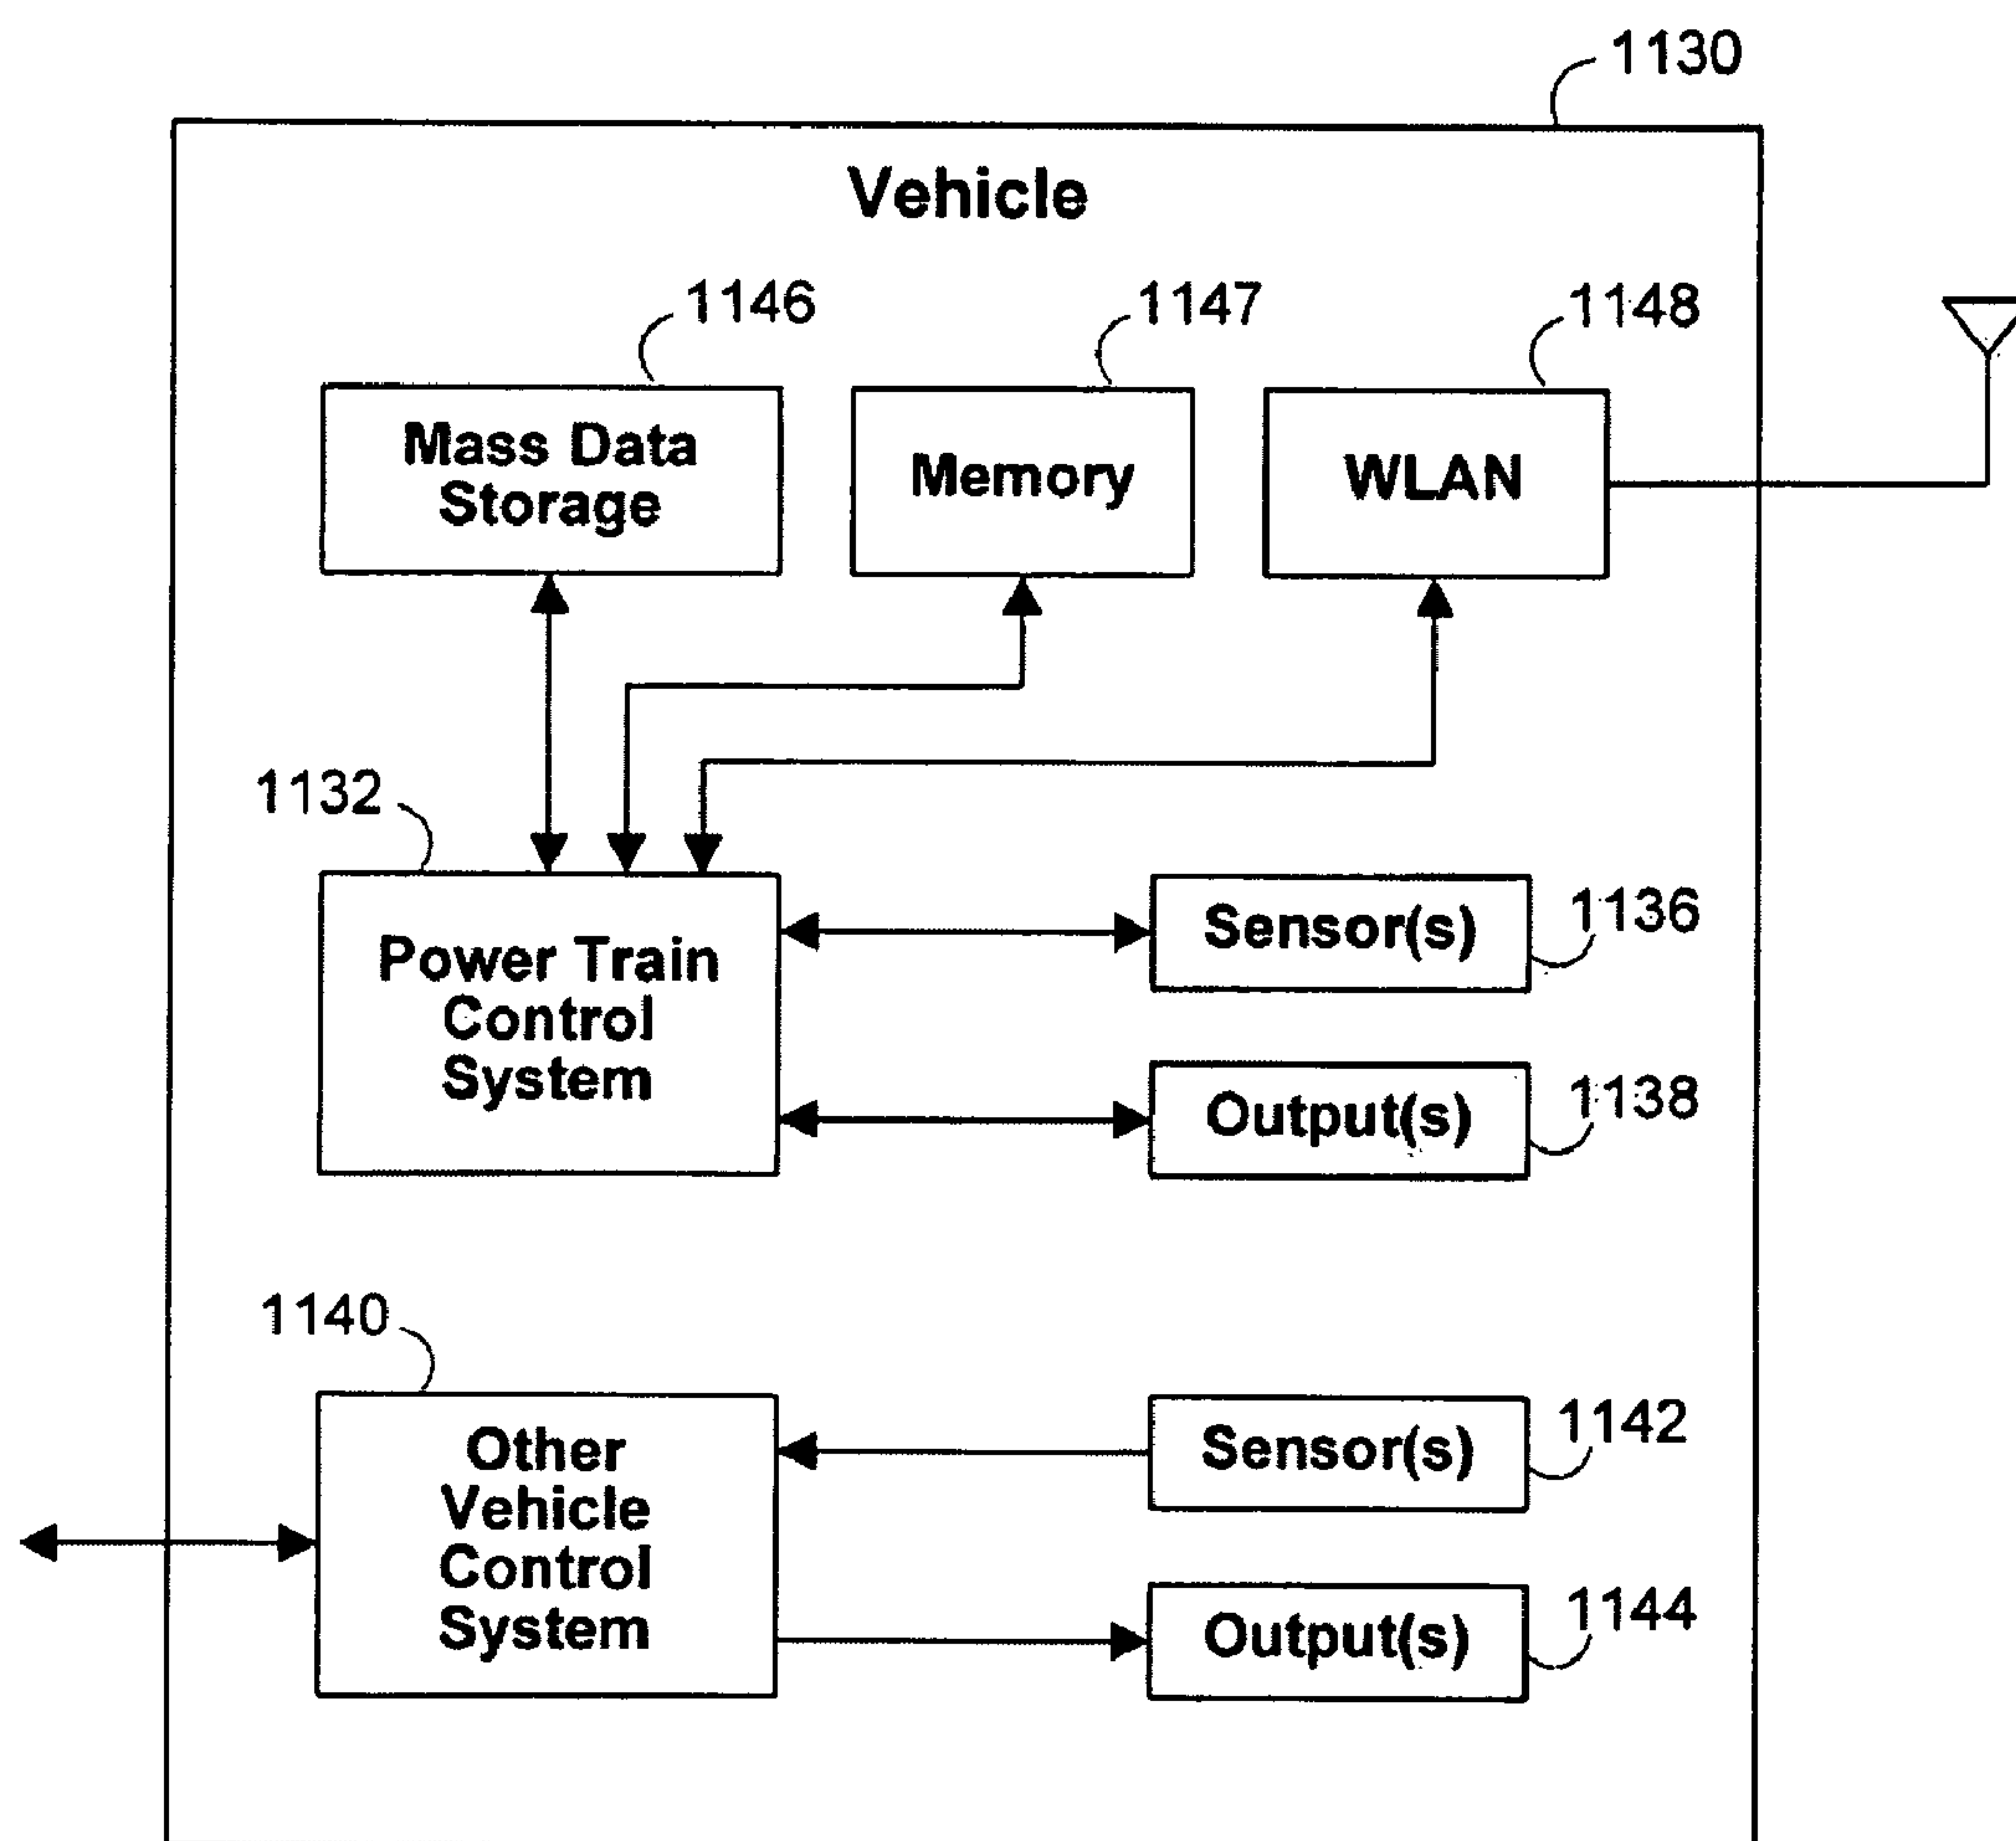 1130
Vehicle
1146
1147
1148
Mass Data
Storage
Memory
WLAN
1132
Power Train
Control
System
Sensor(s)
1136
Output(s)
1138
1140
Other
Vehicle
Control
System
Sensor(s)
1142
Output(s)
1144